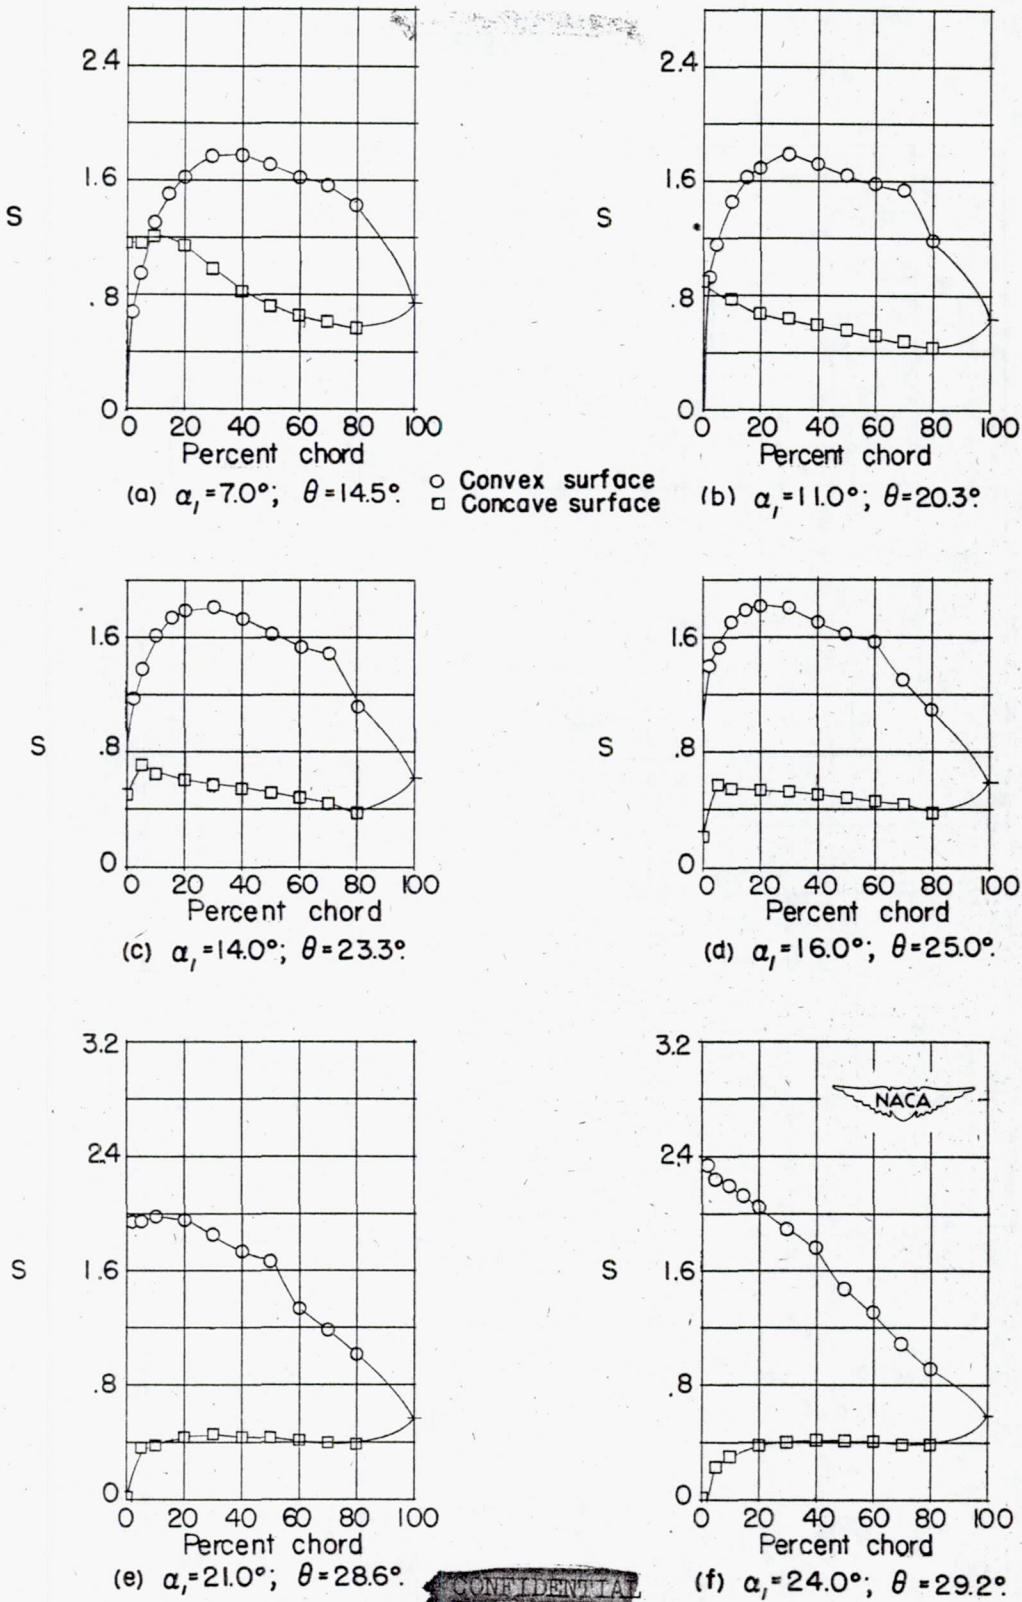 2.4
1.6
S
.8
0
0 20 40 60 80 100
Percent chord
(a) α₁=7.0°; θ=14.5°.
○ Convex surface
□ Concave surface
2.4
1.6
S
.8
0
0 20 40 60 80 100
Percent chord
(b) α₁=11.0°; θ=20.3°.
1.6
S
.8
0
0 20 40 60 80 100
Percent chord
(c) α₁=14.0°; θ=23.3°.
1.6
S
.8
0
0 20 40 60 80 100
Percent chord
(d) α₁=16.0°; θ=25.0°.
3.2
2.4
1.6
S
.8
0
0 20 40 60 80 100
Percent chord
(e) α₁=21.0°; θ=28.6°.
3.2
NACA
2.4
1.6
S
.8
0
0 20 40 60 80 100
Percent chord
(f) α₁=24.0°; θ=29.2°.
CONFIDENTIAL